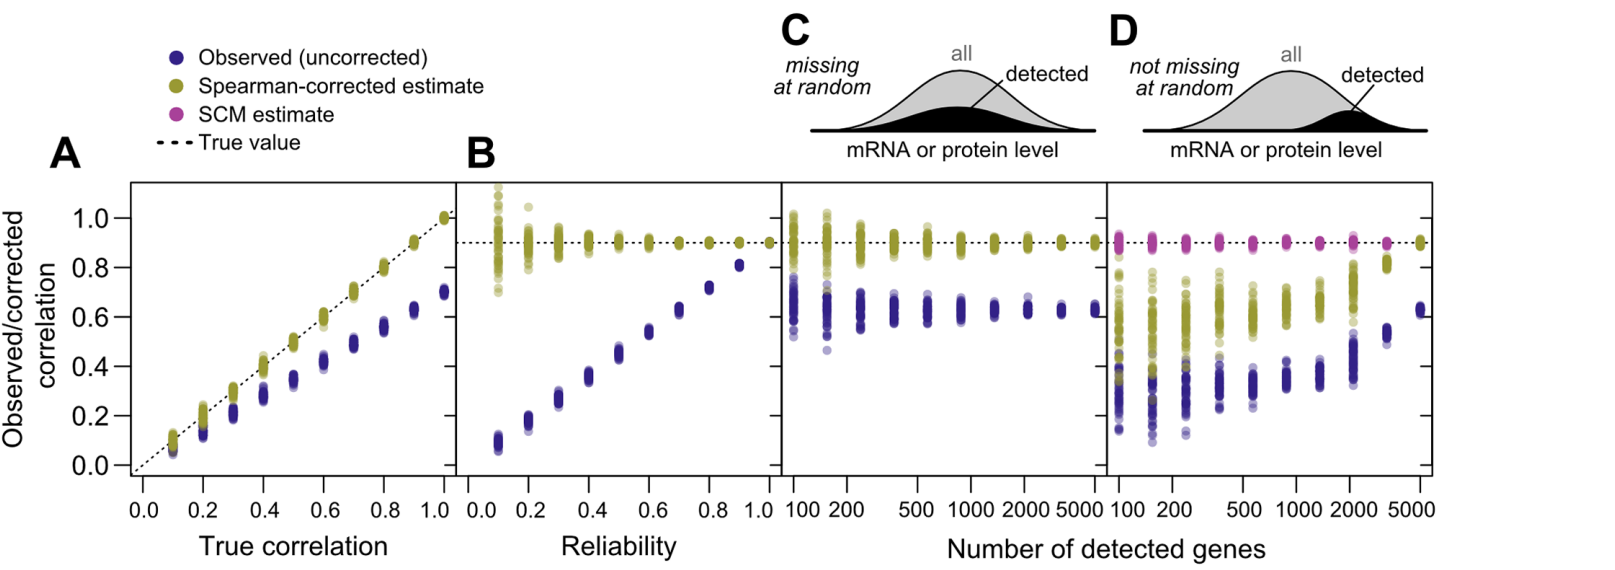 Observed (uncorrected)
Spearman-corrected estimate
SCM estimate
True value
A
B
C
missing
at random
all
detected
mRNA or protein level
D
not missing
at random
all
detected
mRNA or protein level
Observed/corrected
correlation
1.0
0.8
0.6
0.4
0.2
0.0
0.0 0.2 0.4 0.6 0.8 1.0
True correlation
0.0 0.2 0.4 0.6 0.8 1.0
Reliability
100 200 500 1000 2000 5000
100 200 500 1000 2000 5000
Number of detected genes